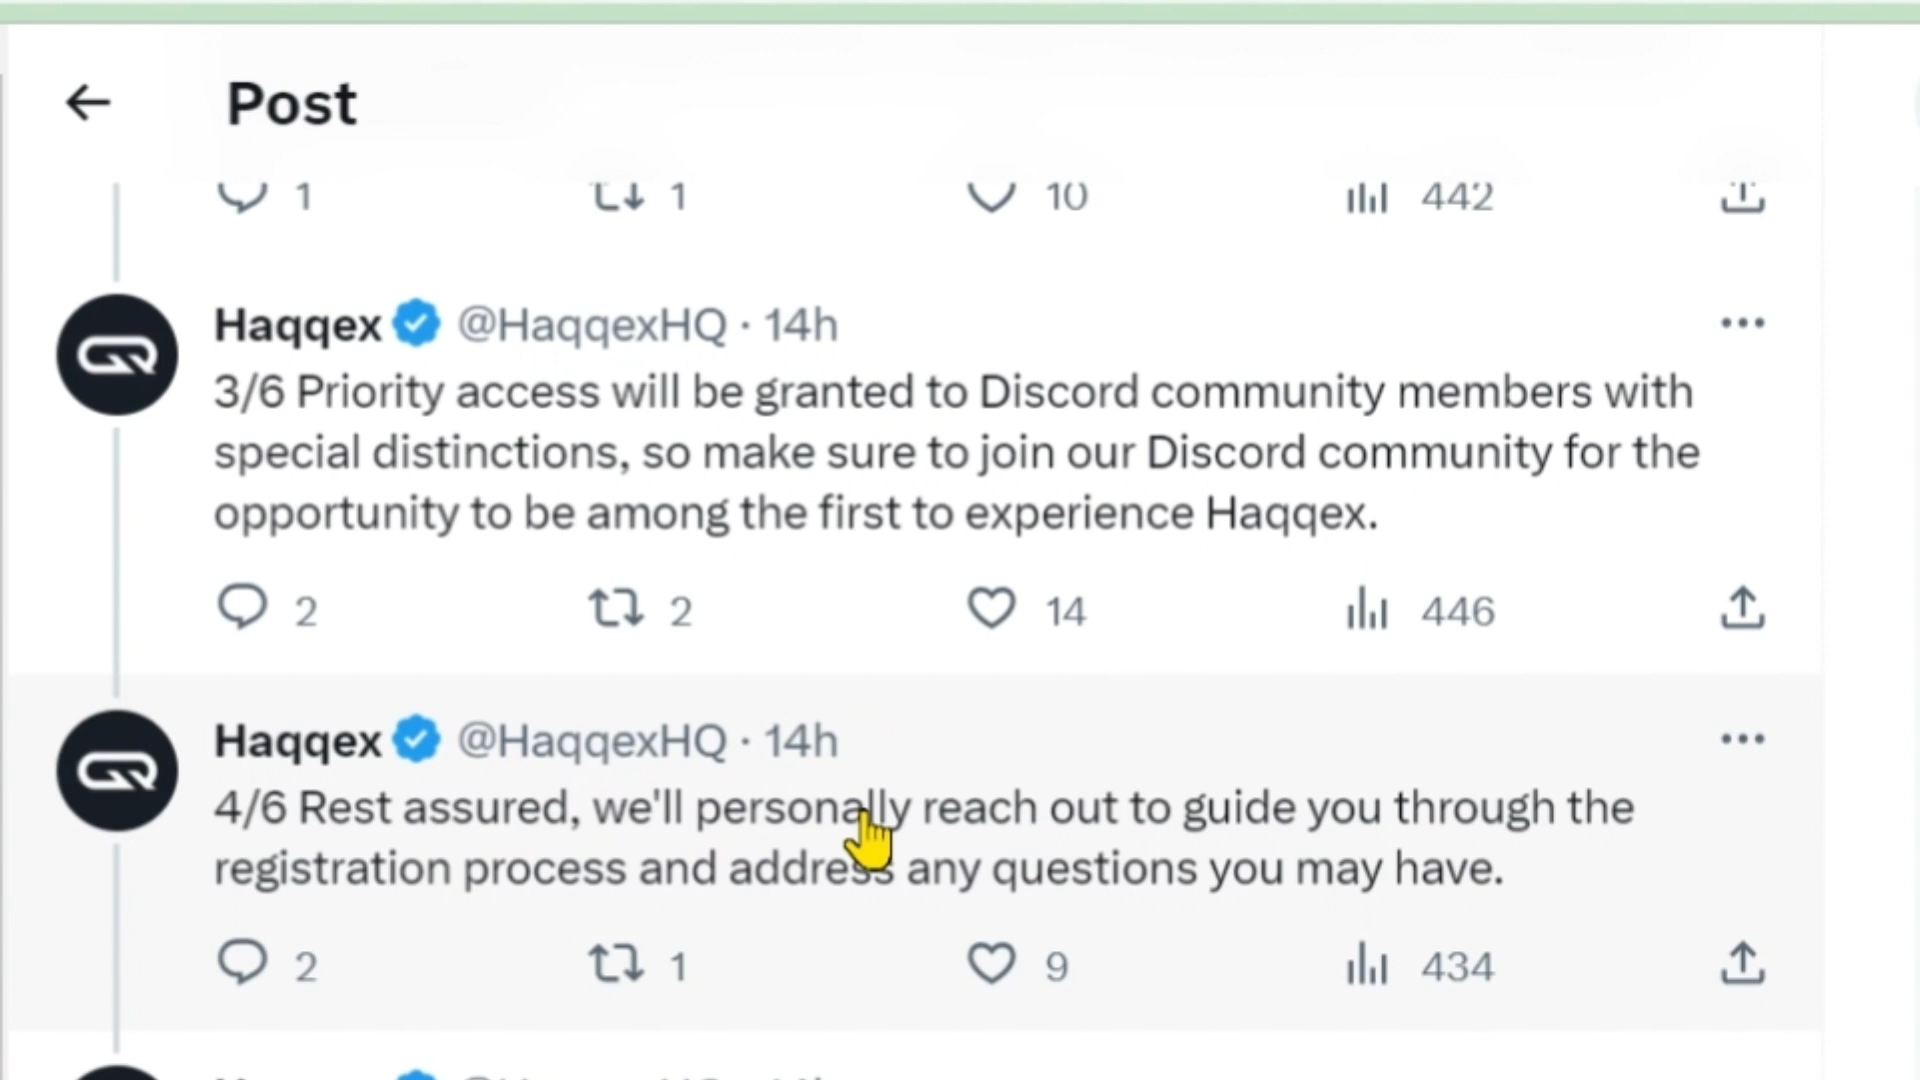 Post
1 1 10 442
Haqqex @HaqqexHQ · 14h
3/6 Priority access will be granted to Discord community members with
special distinctions, so make sure to join our Discord community for the
opportunity to be among the first to experience Haqqex.
2 2 14 446
Haqqex @HaqqexHQ · 14h
4/6 Rest assured, we'll personally reach out to guide you through the
registration process and address any questions you may have.
2 1 9 434